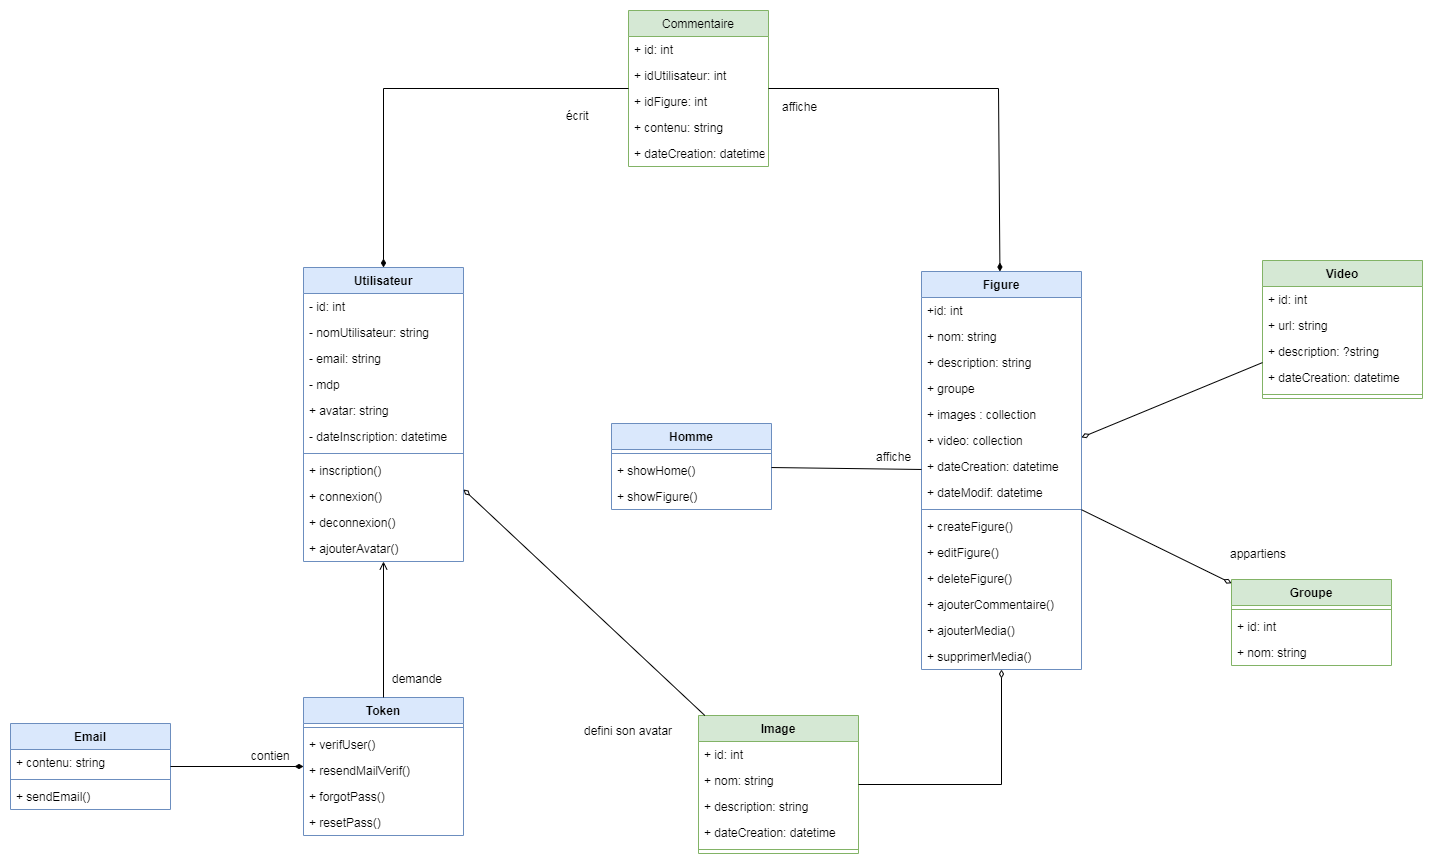 Commentaire
+ id: int
+ idUtilisateur: int
+ idFigure: int
+ contenu: string
+ dateCreation: datetime
écrit
affiche
Utilisateur
- id: int
- nomUtilisateur: string
- email: string
- mdp
+ avatar: string
- dateInscription: datetime
+ inscription()
+ connexion()
+ deconnexion()
+ ajouterAvatar()
Homme
+ showHome()
+ showFigure()
affiche
Figure
+id: int
+ nom: string
+ description: string
+ groupe
+ images : collection
+ video: collection
+ dateCreation: datetime
+ dateModif: datetime
+ createFigure()
+ editFigure()
+ deleteFigure()
+ ajouterCommentaire()
+ ajouterMedia()
+ supprimerMedia()
Video
+ id: int
+ url: string
+ description: ?string
+ dateCreation: datetime
appartiens
Groupe
+ id: int
+ nom: string
demande
Token
+ verifUser()
+ resendMailVerif()
+ forgotPass()
+ resetPass()
contien
Email
+ contenu: string
+ sendEmail()
defini son avatar
Image
+ id: int
+ nom: string
+ description: string
+ dateCreation: datetime